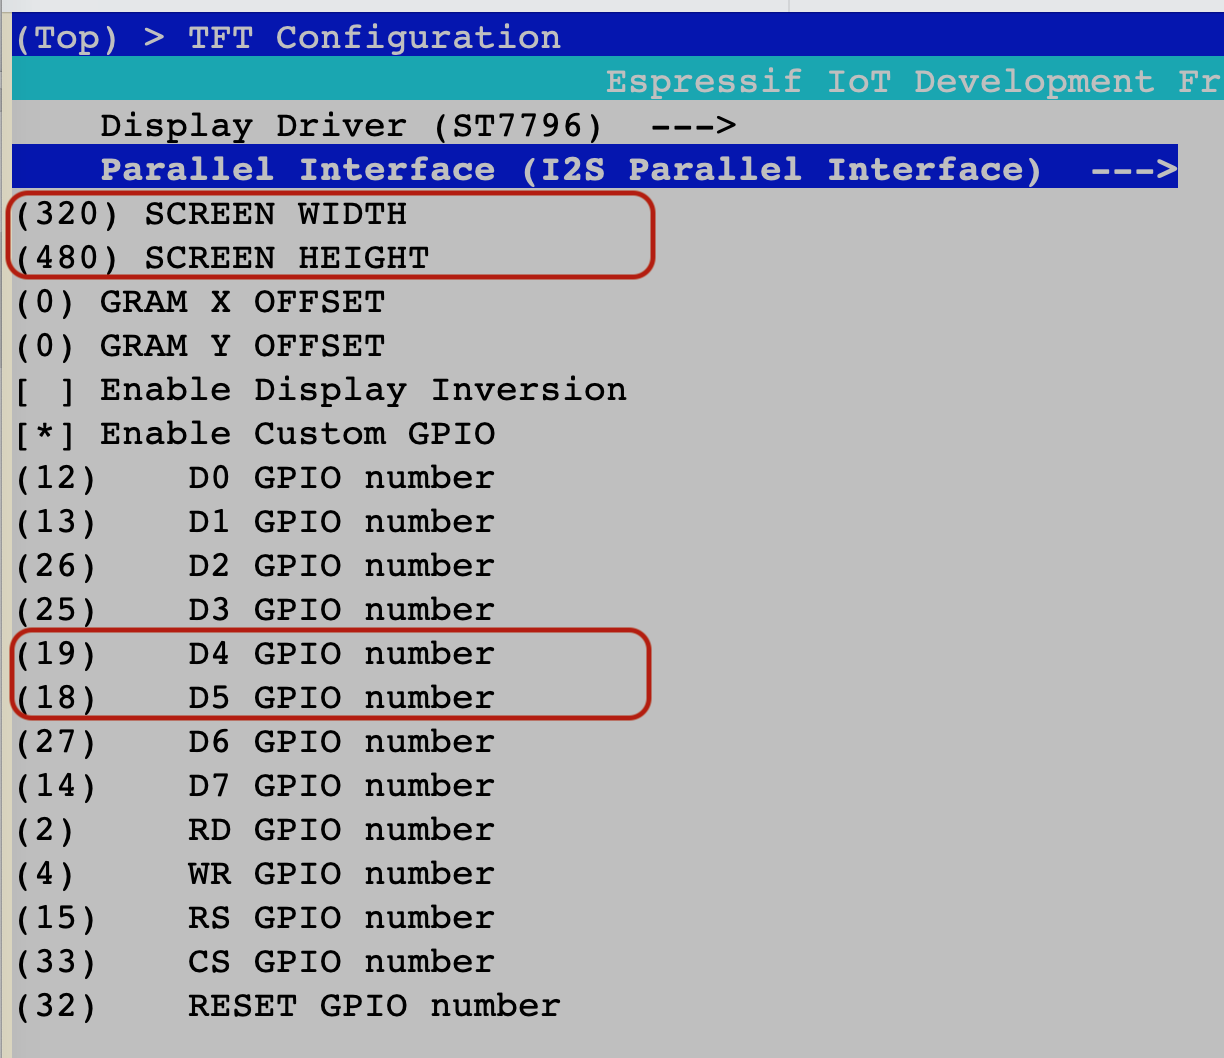 (Top) > TFT Configuration
Espressif IoT Development Fr
Display Driver (ST7796)  --->
Parallel Interface (I2S Parallel Interface)  --->
(320) SCREEN WIDTH
(480) SCREEN HEIGHT
(0) GRAM X OFFSET
(0) GRAM Y OFFSET
[ ] Enable Display Inversion
[*] Enable Custom GPIO
(12)    D0 GPIO number
(13)    D1 GPIO number
(26)    D2 GPIO number
(25)    D3 GPIO number
(19)    D4 GPIO number
(18)    D5 GPIO number
(27)    D6 GPIO number
(14)    D7 GPIO number
(2)     RD GPIO number
(4)     WR GPIO number
(15)    RS GPIO number
(33)    CS GPIO number
(32)    RESET GPIO number